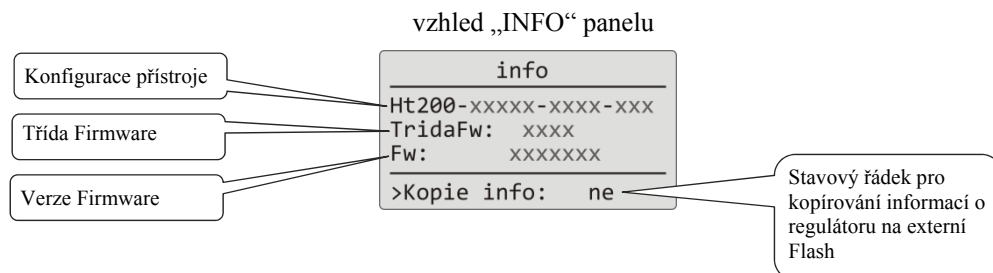 vzhled „INFO“ panelu
info
Konfigurace přístroje
Ht200-xxxxx-xxxx-xxx
Třída Firmware
TridaFw: xxxx
Fw: xxxxxxx
Verze Firmware
>Kopie info: ne
Stavový řádek pro
kopírování informací o
regulátoru na externí
Flash